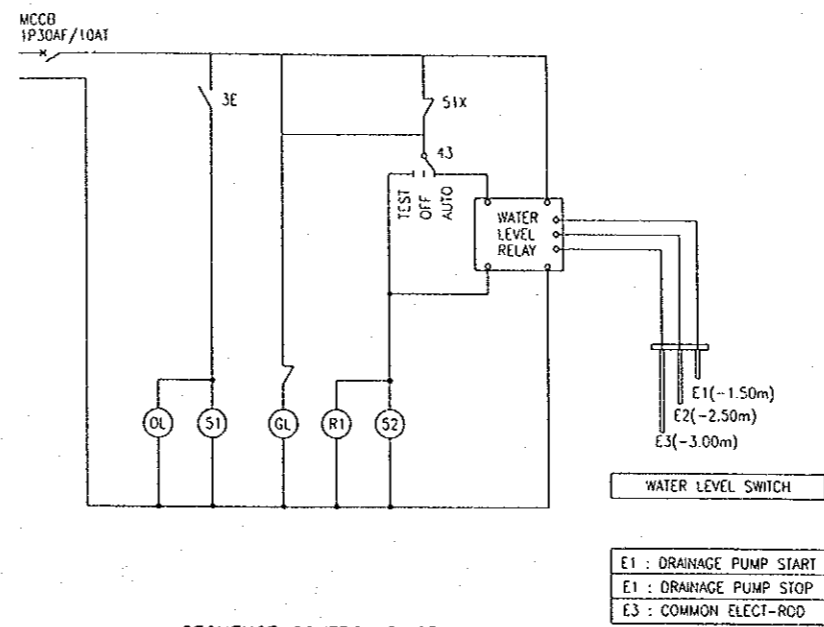 MCCB
1P30AF/10AT
3E
51X
43
TEST
OFF
AUTO
WATER
LEVEL
RELAY
E1(-1.50m)
E2(-2.50m)
E3(-3.00m)
OL
S1
GL
R1
S2
WATER LEVEL SWITCH
E1 : DRAINAGE PUMP START
E1 : DRAINAGE PUMP STOP
E3 : COMMON ELECT-ROD